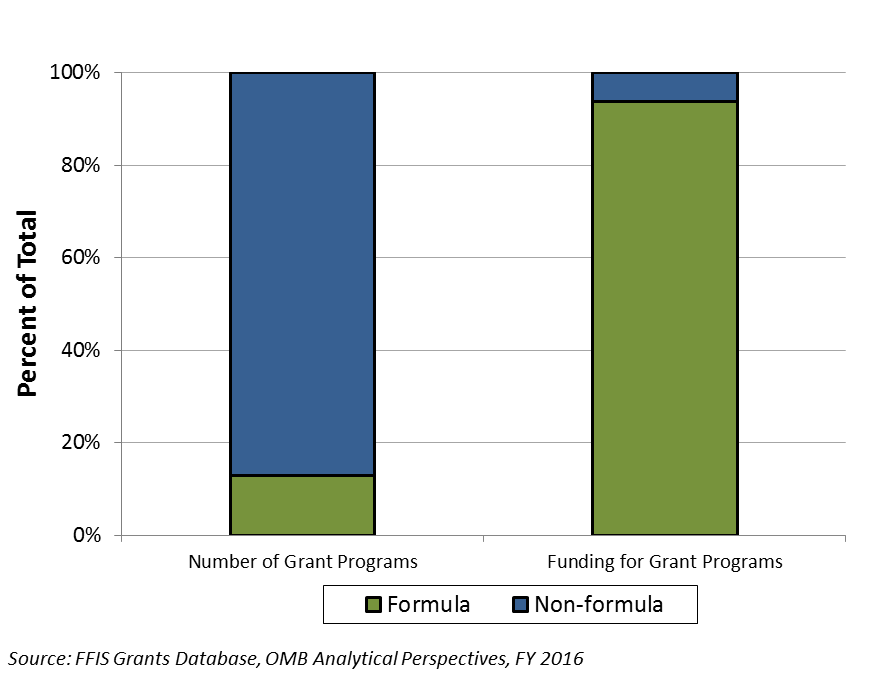 100%
80%
60%
40%
20%
0%
Percent of Total
Number of Grant Programs
Funding for Grant Programs
Formula
Non-formula
Source: FFIS Grants Database, OMB Analytical Perspectives, FY 2016